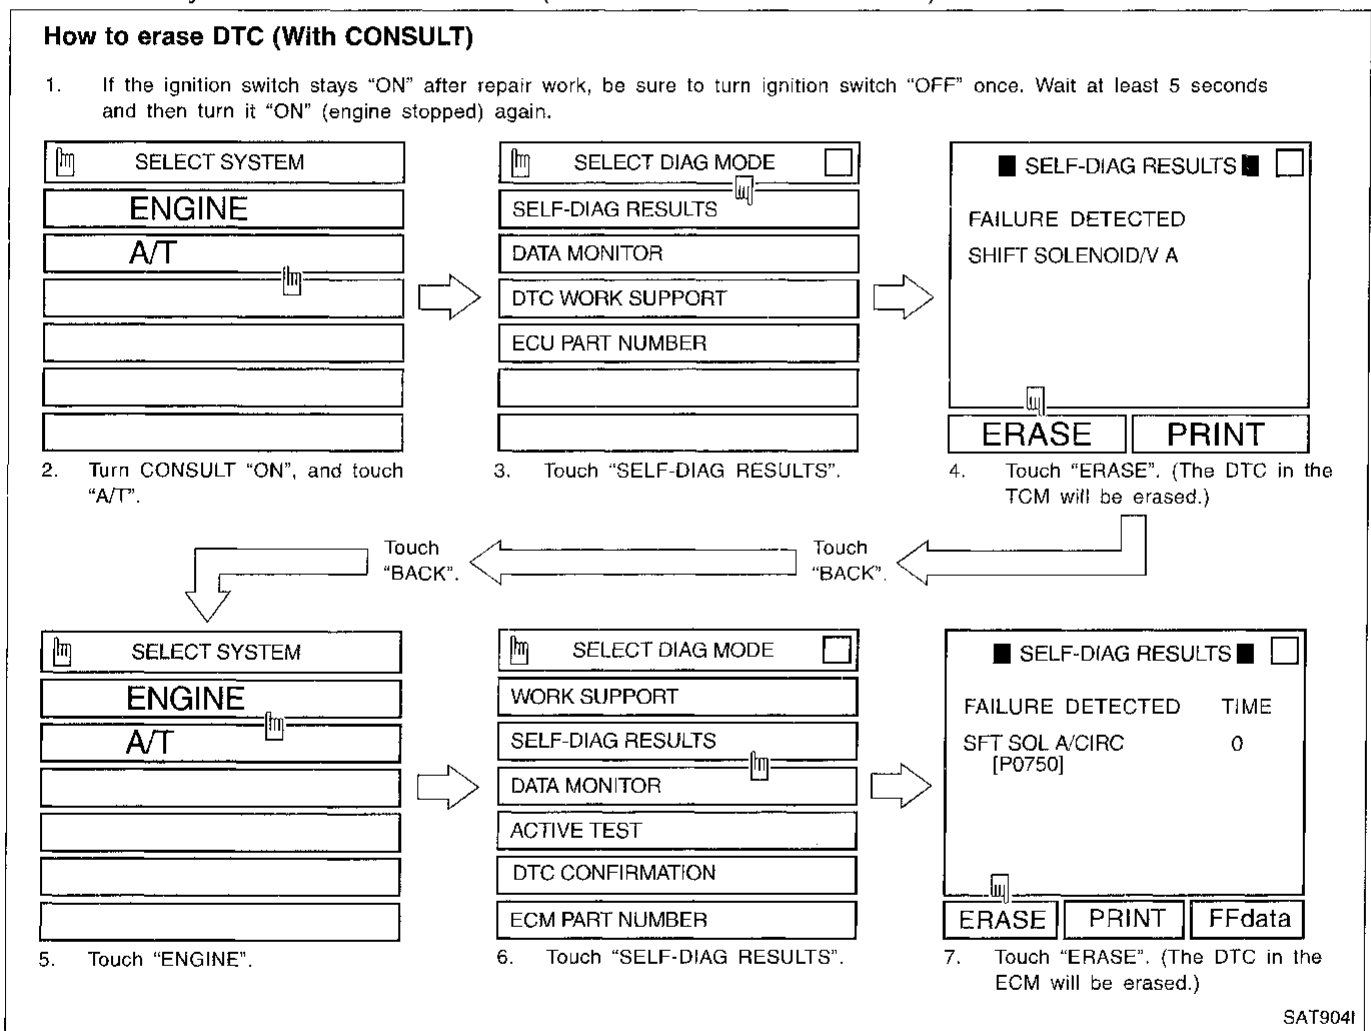 How to erase DTC (With CONSULT)
1. If the ignition switch stays “ON” after repair work, be sure to turn ignition switch “OFF” once. Wait at least 5 seconds
and then turn it “ON” (engine stopped) again.
SELECT SYSTEM
ENGINE
A/T
2. Turn CONSULT “ON”, and touch
“A/T”.
SELECT DIAG MODE
SELF-DIAG RESULTS
DATA MONITOR
DTC WORK SUPPORT
ECU PART NUMBER
3. Touch “SELF-DIAG RESULTS”.
SELF-DIAG RESULTS
FAILURE DETECTED
SHIFT SOLENOID/V A
ERASE PRINT
4. Touch “ERASE”. (The DTC in the
TCM will be erased.)
Touch
“BACK”.
Touch
“BACK”.
SELECT SYSTEM
ENGINE
A/T
5. Touch “ENGINE”.
SELECT DIAG MODE
WORK SUPPORT
SELF-DIAG RESULTS
DATA MONITOR
ACTIVE TEST
DTC CONFIRMATION
ECM PART NUMBER
6. Touch “SELF-DIAG RESULTS”.
SELF-DIAG RESULTS
FAILURE DETECTED TIME
SFT SOL A/CIRC 0
[P0750]
ERASE PRINT FFdata
7. Touch “ERASE”. (The DTC in the
ECM will be erased.)
SAT904I